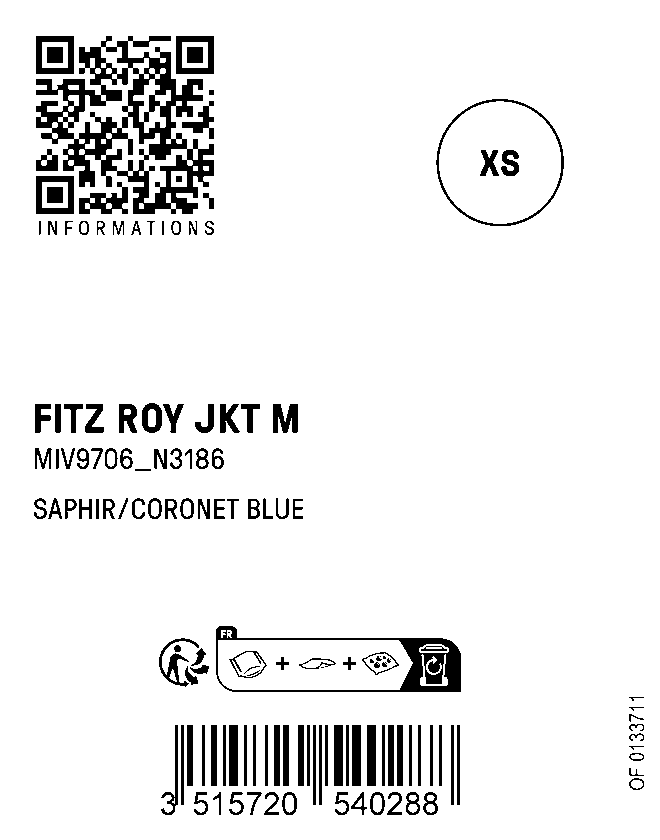 INFORMATIONS
XS
FITZ ROY JKT M
MIV9706_N3186
SAPHIR/CORONET BLUE
FR
+ +
OF 0133711
3 515720 540288